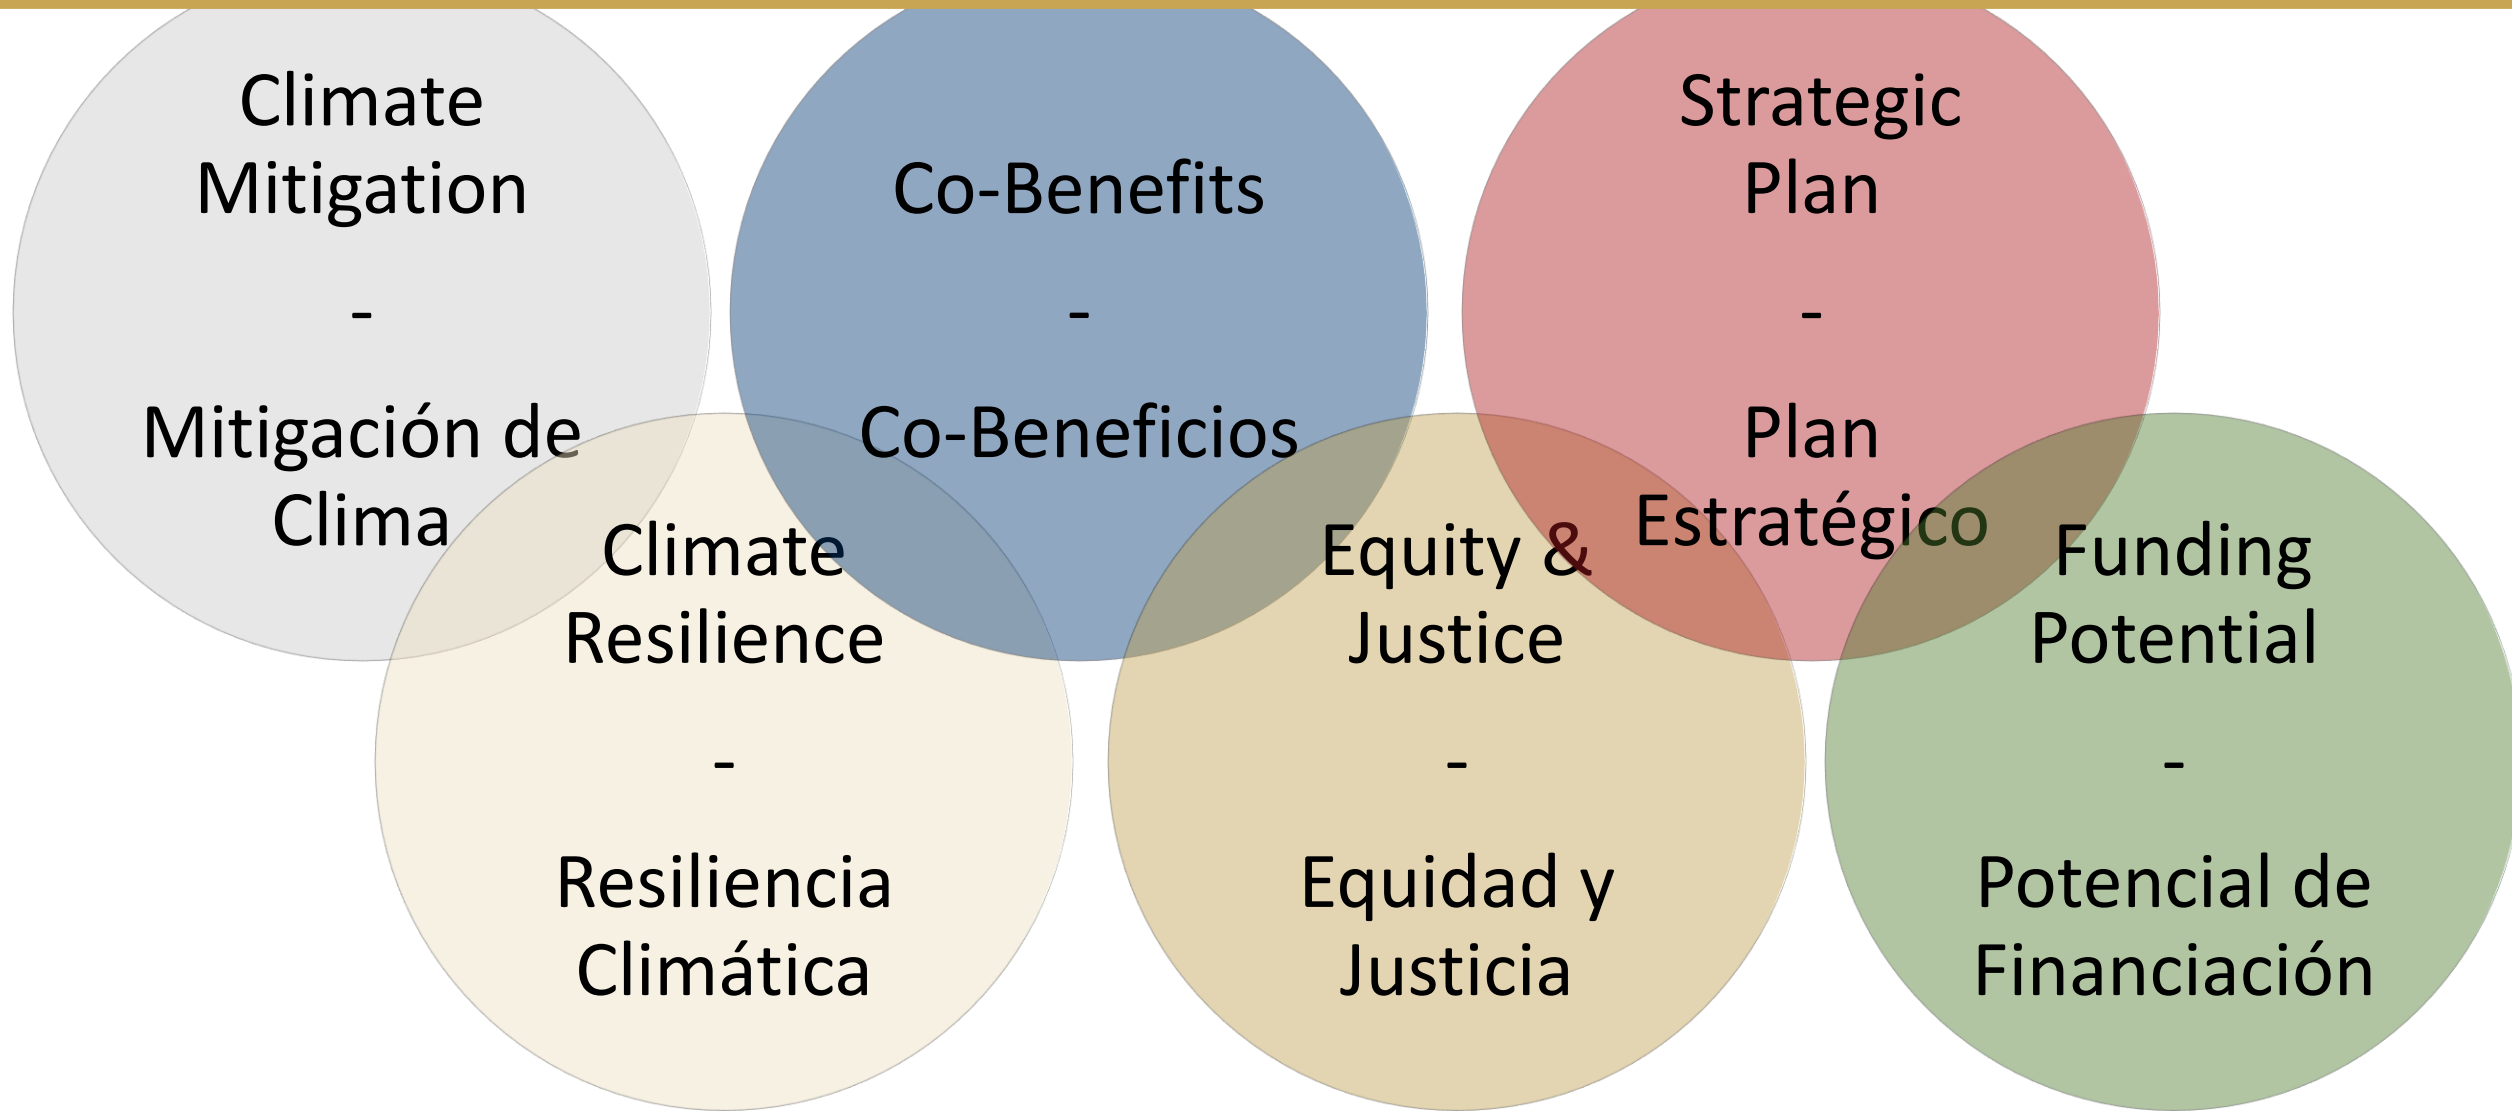 Climate
Mitigation
-
Mitigación de
Clima
Climate
Resilience
-
Resiliencia
Climática
Co-Benefits
-
Co-Beneficios
Equity &
Justice
-
Equidad y
Justicia
Strategic
Plan
-
Plan
Estratégico
Funding
Potential
-
Potencial de
Financiación